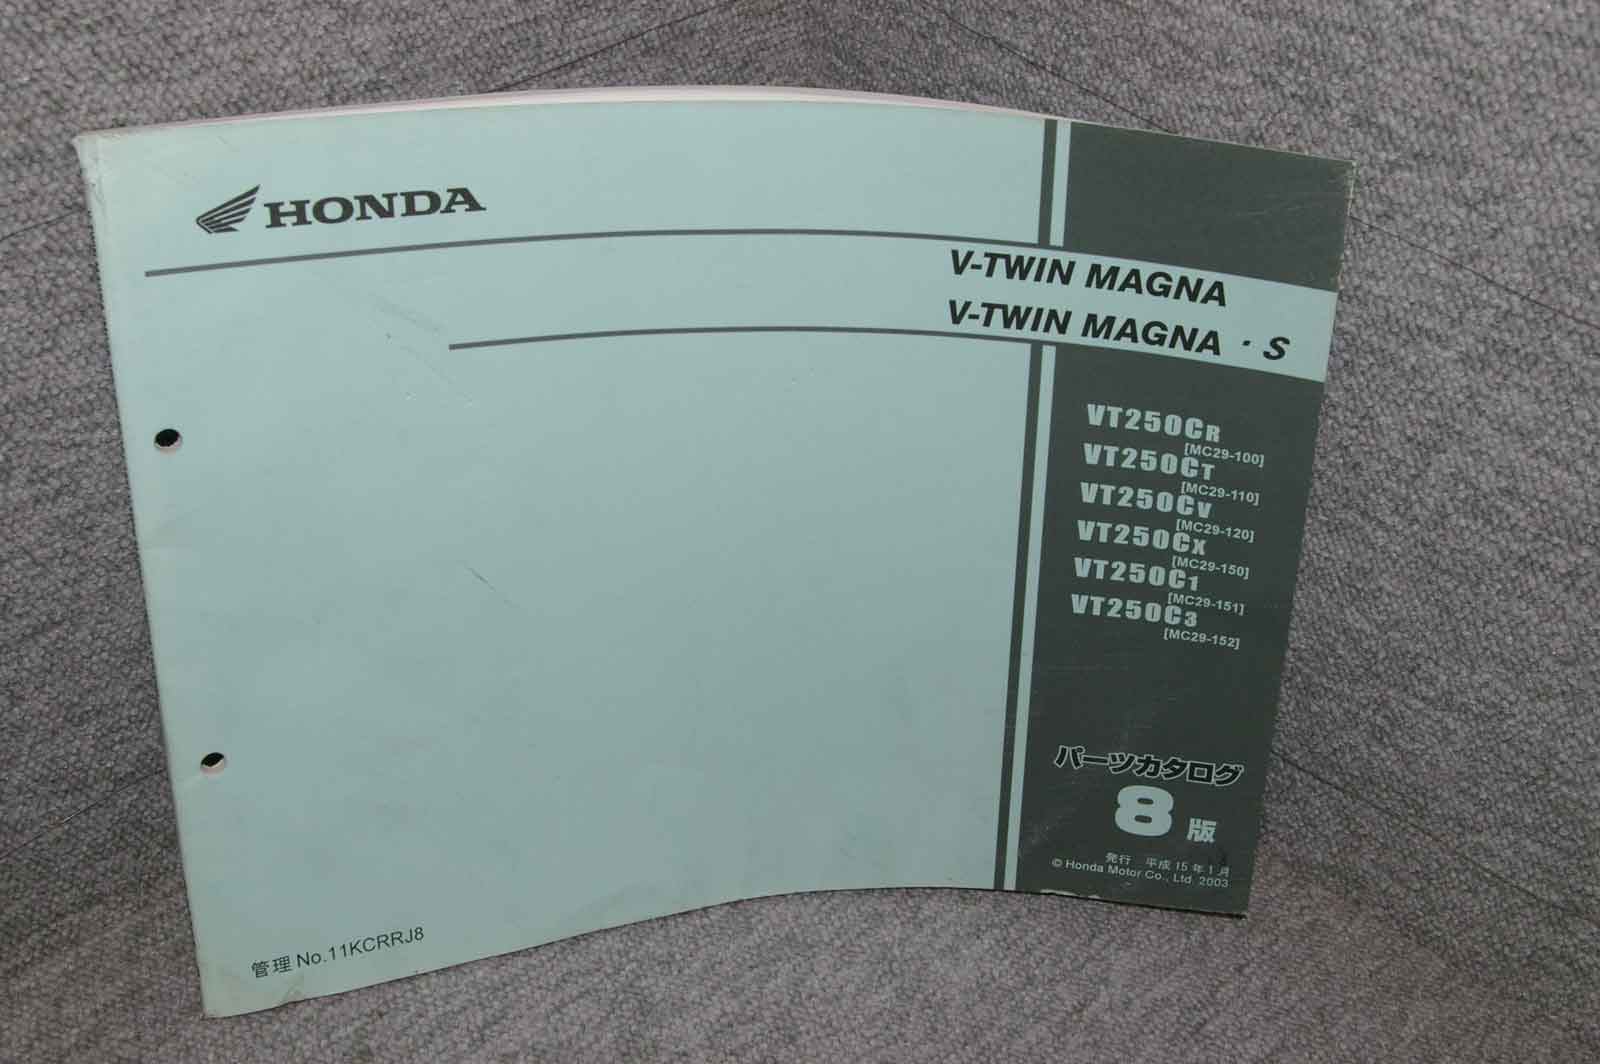 HONDA
V-TWIN MAGNA
V-TWIN MAGNA・S
VT250CR
[MC29-100]
VT250CT
[MC29-110]
VT250CV
[MC29-120]
VT250CX
[MC29-150]
VT250C1
[MC29-151]
VT250C3
[MC29-152]
パーツカタログ
8版
発行 平成15年1月
© Honda Motor Co., Ltd. 2003
管理 No.11KCRRJ8